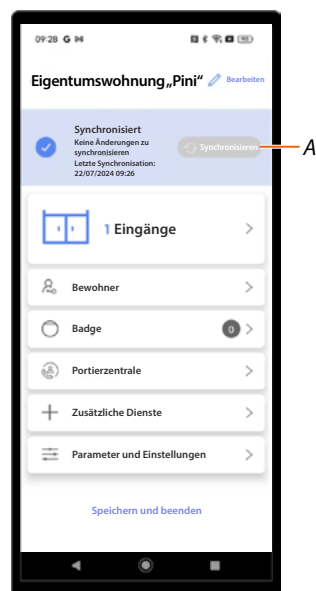 09:28 G
Eigentumswohnung „Pini“ Bearbeiten
Synchronisiert
Keine Änderungen zu
synchronisieren
Letzte Synchronisation:
22/07/2024 09:26
Synchronisieren
A
1 Eingänge
Bewohner
Badge 0
Portierzentrale
Zusätzliche Dienste
Parameter und Einstellungen
Speichern und beenden